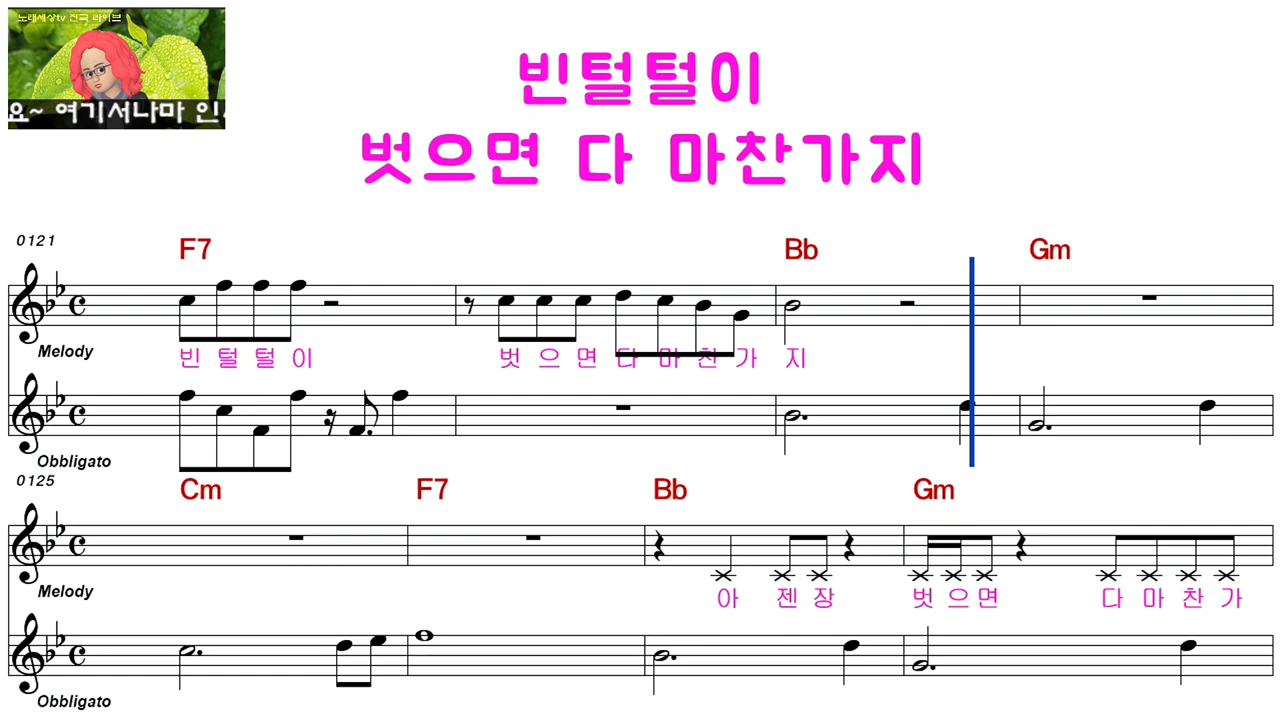 노래세상tv 전국 라이브
요~ 여기서나마 인
빈털털이
벗으면 다 마찬가지
0121
F7 Bb Gm
Melody
빈 털 털 이 벗 으 면 다 마 찬 가 지
Obbligato
0125
Cm F7 Bb Gm
Melody
아 젠 장 벗 으 면 다 마 찬 가
Obbligato